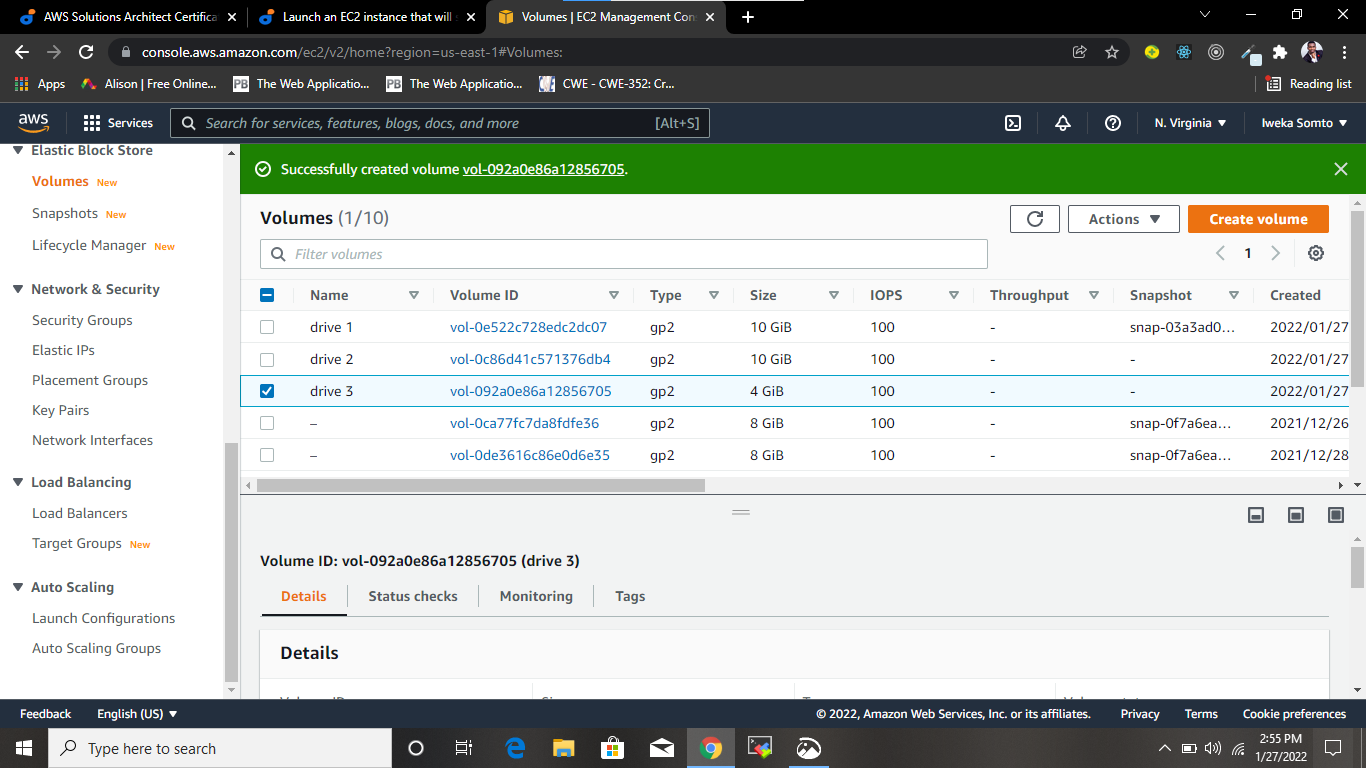 AWS Solutions Architect Certifica
Launch an EC2 instance that will
Volumes | EC2 Management Con
console.aws.amazon.com/ec2/v2/home?region=us-east-1#Volumes:
Apps
Alison | Free Online...
PB The Web Applicatio...
PB The Web Applicatio...
CWE - CWE-352: Cr...
Reading list
aws
Services
Search for services, features, blogs, docs, and more [Alt+S]
N. Virginia
Iweka Somto
Elastic Block Store
Volumes New
Snapshots New
Lifecycle Manager New
Network & Security
Security Groups
Elastic IPs
Placement Groups
Key Pairs
Network Interfaces
Load Balancing
Load Balancers
Target Groups New
Auto Scaling
Launch Configurations
Auto Scaling Groups
Successfully created volume vol-092a0e86a12856705.
Volumes (1/10)
Actions
Create volume
Filter volumes
1
Name Volume ID Type Size IOPS Throughput Snapshot Created
drive 1 vol-0e522c728edc2dc07 gp2 10 GiB 100 - snap-03a3ad0... 2022/01/27
drive 2 vol-0c86d41c571376db4 gp2 10 GiB 100 - - 2022/01/27
drive 3 vol-092a0e86a12856705 gp2 4 GiB 100 - - 2022/01/27
– vol-0ca77fc7da8fdfe36 gp2 8 GiB 100 - snap-0f7a6ea... 2021/12/26
– vol-0de3616c86e0d6e35 gp2 8 GiB 100 - snap-0f7a6ea... 2021/12/28
Volume ID: vol-092a0e86a12856705 (drive 3)
Details Status checks Monitoring Tags
Details
Feedback
English (US)
© 2022, Amazon Web Services, Inc. or its affiliates.
Privacy
Terms
Cookie preferences
Type here to search
2:55 PM
1/27/2022